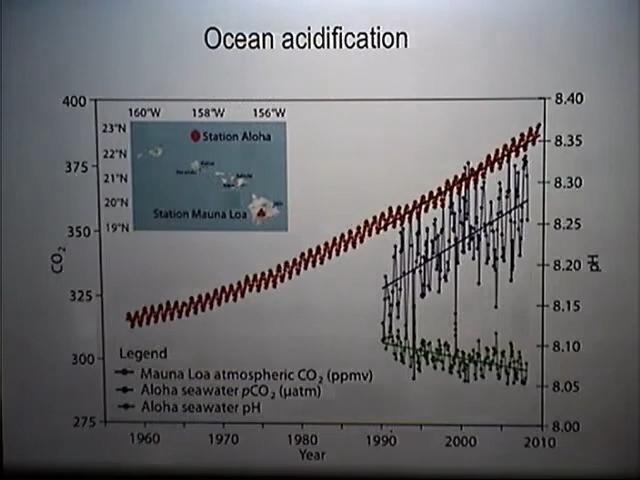 Ocean acidification
400
375
350
325
300
275
CO2
160°W 158°W 156°W
23°N
22°N
21°N
20°N
19°N
Station Aloha
Station Mauna Loa
8.40
8.35
8.30
8.25
8.20
8.15
8.10
8.05
8.00
pH
Legend
Mauna Loa atmospheric CO2 (ppmv)
Aloha seawater pCO2 (µatm)
Aloha seawater pH
1960 1970 1980 1990 2000 2010
Year